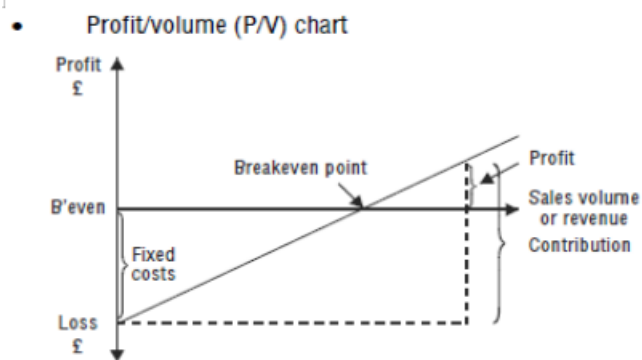 • Profit/volume (P/V) chart
Profit
£
Breakeven point
Profit
B'even
Sales volume
or revenue
Fixed
costs
Contribution
Loss
£